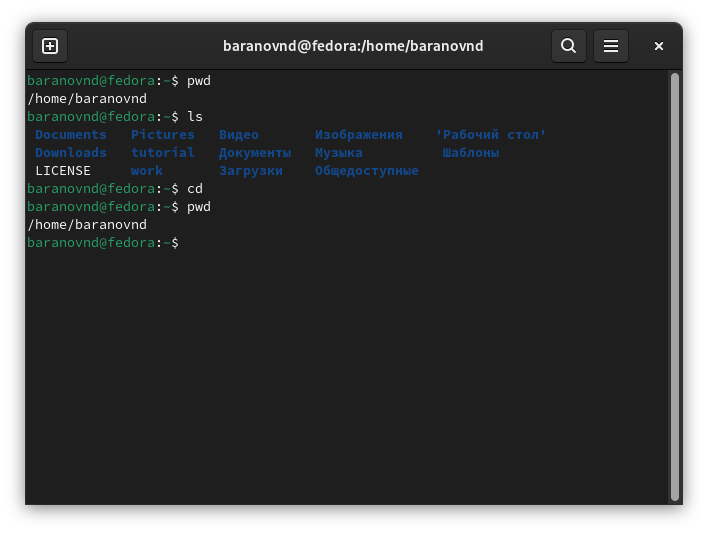 baranovnd@fedora:/home/baranovnd
baranovnd@fedora:~$ pwd
/home/baranovnd
baranovnd@fedora:~$ ls
Documents Pictures Видео Изображения 'Рабочий стол'
Downloads tutorial Документы Музыка Шаблоны
LICENSE work Загрузки Общедоступные
baranovnd@fedora:~$ cd
baranovnd@fedora:~$ pwd
/home/baranovnd
baranovnd@fedora:~$